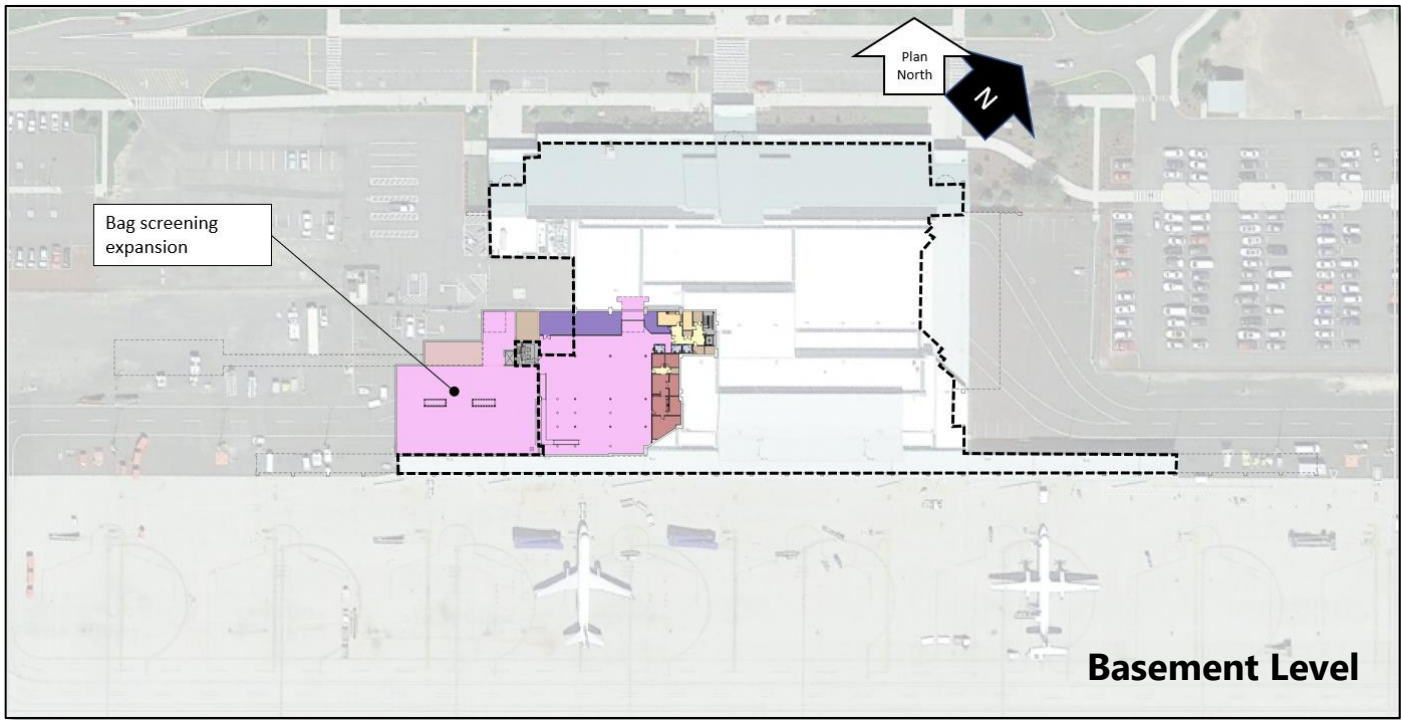 Plan
North
N
Bag screening
expansion
Basement Level